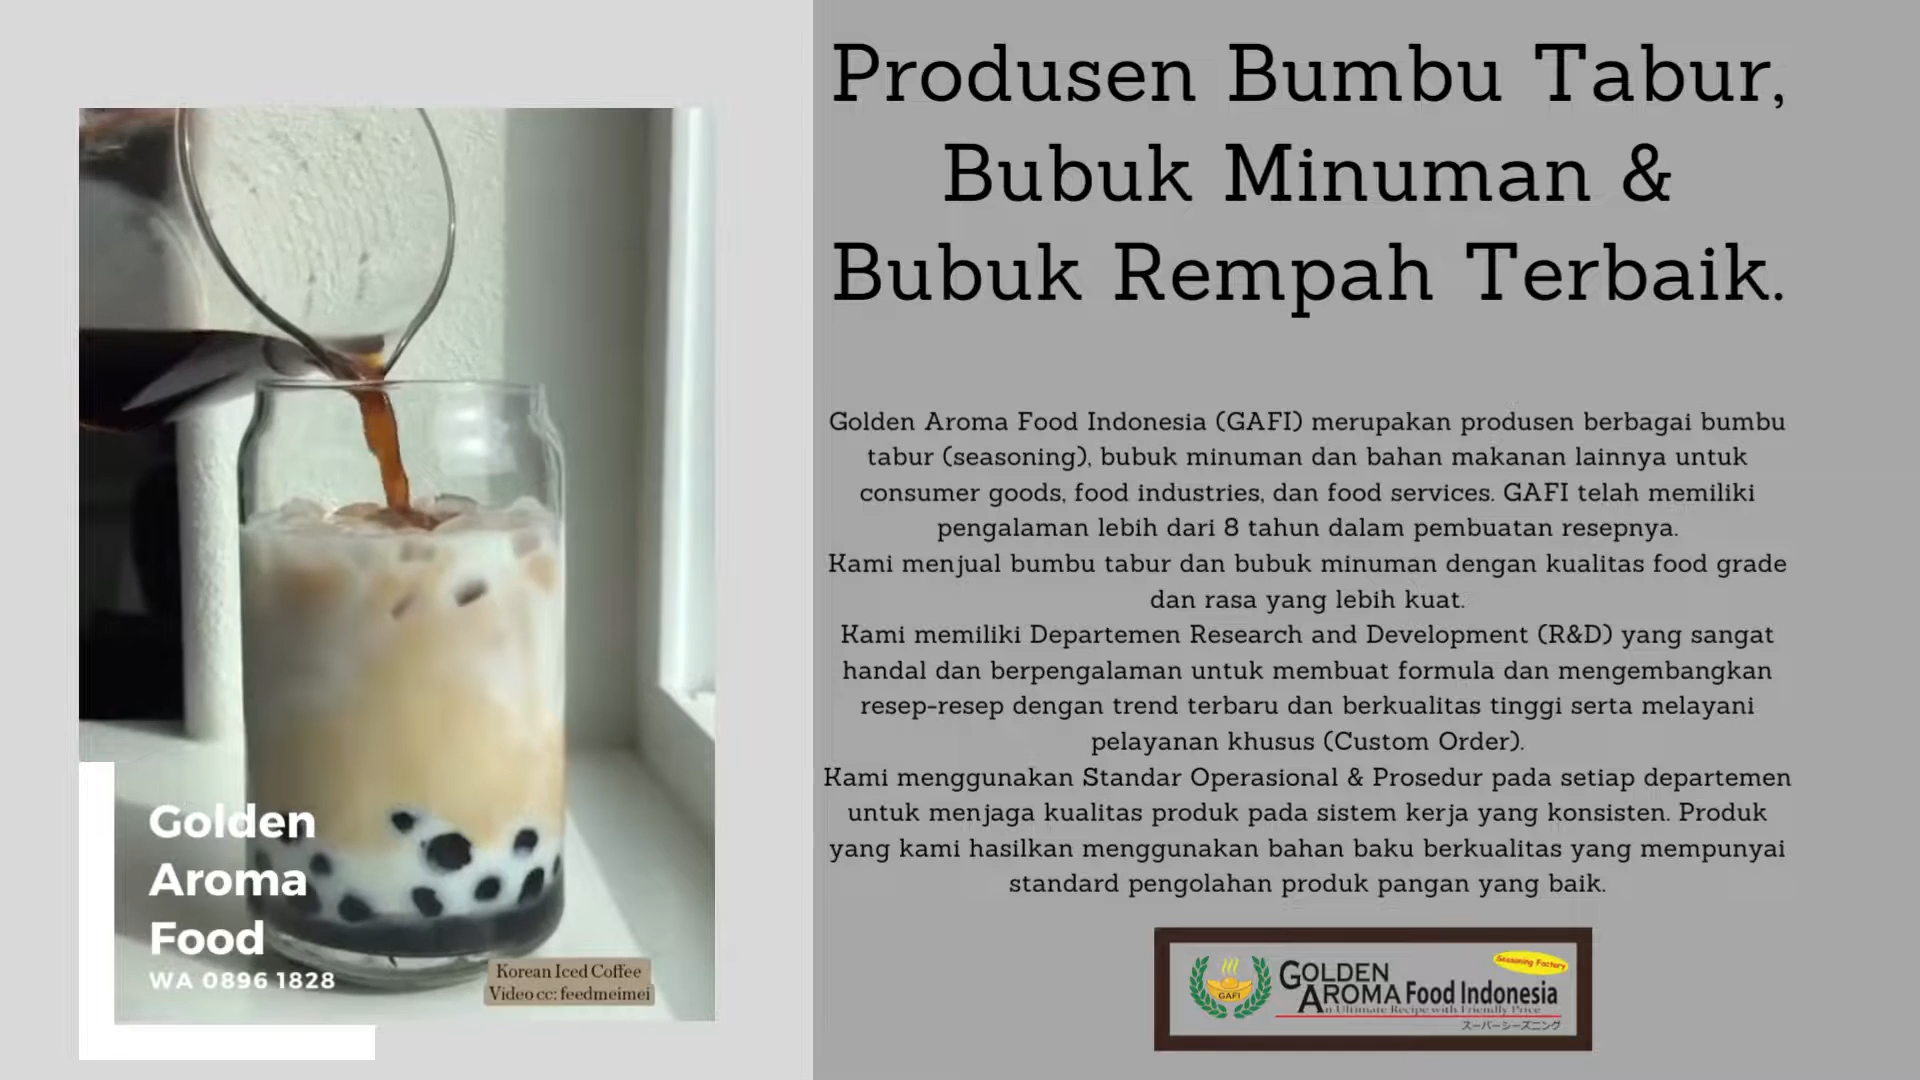 Produsen Bumbu Tabur,
Bubuk Minuman &
Bubuk Rempah Terbaik.
Golden Aroma Food Indonesia (GAFI) merupakan produsen berbagai bumbu
tabur (seasoning), bubuk minuman dan bahan makanan lainnya untuk
consumer goods, food industries, dan food services. GAFI telah memiliki
pengalaman lebih dari 8 tahun dalam pembuatan resepnya.
Kami menjual bumbu tabur dan bubuk minuman dengan kualitas food grade
dan rasa yang lebih kuat.
Kami memiliki Departemen Research and Development (R&D) yang sangat
handal dan berpengalaman untuk membuat formula dan mengembangkan
resep-resep dengan trend terbaru dan berkualitas tinggi serta melayani
pelayanan khusus (Custom Order).
Kami menggunakan Standar Operasional & Prosedur pada setiap departemen
untuk menjaga kualitas produk pada sistem kerja yang konsisten. Produk
yang kami hasilkan menggunakan bahan baku berkualitas yang mempunyai
standard pengolahan produk pangan yang baik.
Golden
Aroma
Food
WA 0896 1828
Korean Iced Coffee
Video cc: feedmeimei
Seasoning Factory
GAFI
GOLDEN
AROMA Food Indonesia
An Ultimate Recipe with Friendly Price
スーパーシーズニング